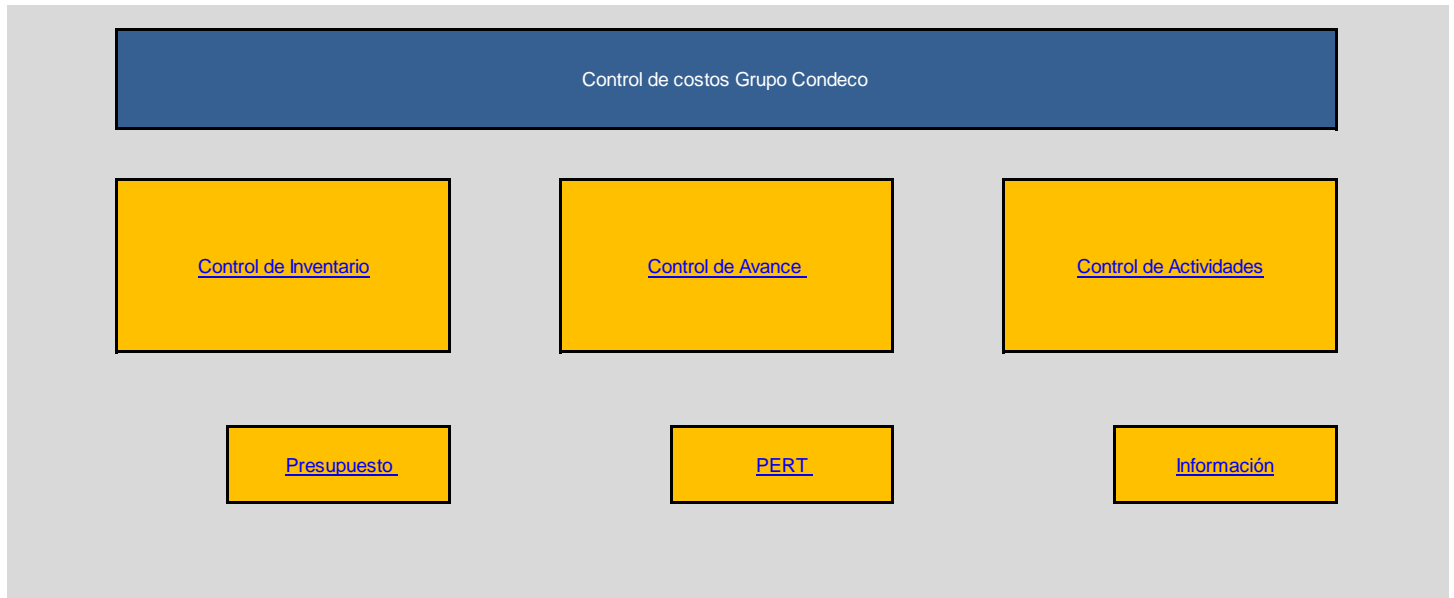 Control de costos Grupo Condeco
Control de Inventario
Control de Avance
Control de Actividades
Presupuesto
PERT
Información